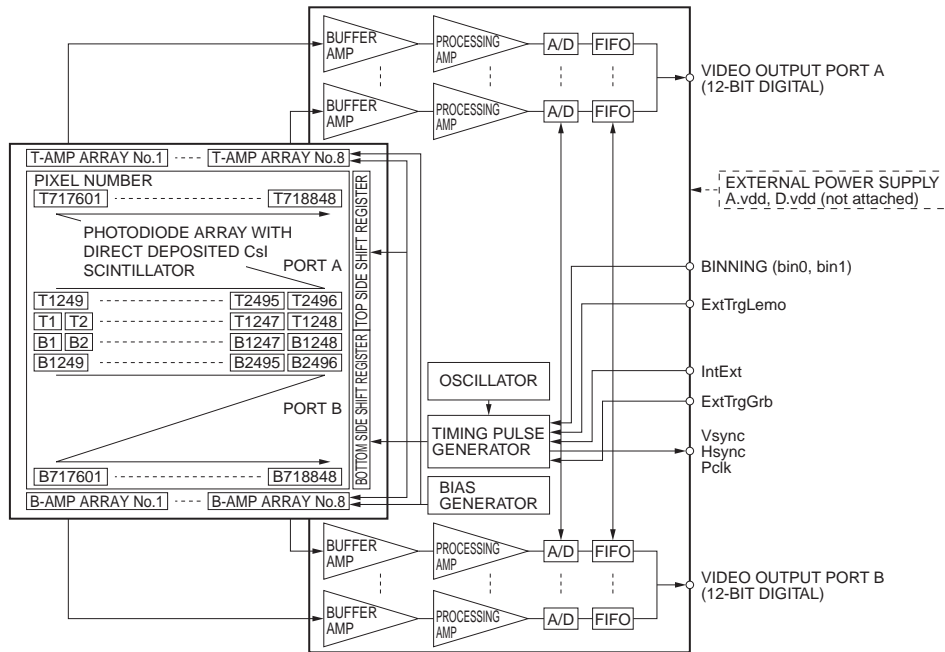 BUFFER
AMP
PROCESSING
AMP
A/D
FIFO
VIDEO OUTPUT PORT A
(12-BIT DIGITAL)
BUFFER
AMP
PROCESSING
AMP
A/D
FIFO
T-AMP ARRAY No.1
T-AMP ARRAY No.8
PIXEL NUMBER
T717601
T718848
PHOTODIODE ARRAY WITH
DIRECT DEPOSITED CsI
SCINTILLATOR
PORT A
T1249
T2495
T2496
T1
T2
T1247
T1248
B1
B2
B1247
B1248
B1249
B2495
B2496
PORT B
B717601
B718848
B-AMP ARRAY No.1
B-AMP ARRAY No.8
TOP SIDE SHIFT REGISTER
BOTTOM SIDE SHIFT REGISTER
EXTERNAL POWER SUPPLY
A.vdd, D.vdd (not attached)
BINNING (bin0, bin1)
ExtTrgLemo
IntExt
ExtTrgGrb
Vsync
Hsync
Pclk
OSCILLATOR
TIMING PULSE
GENERATOR
BIAS
GENERATOR
BUFFER
AMP
PROCESSING
AMP
A/D
FIFO
VIDEO OUTPUT PORT B
(12-BIT DIGITAL)
BUFFER
AMP
PROCESSING
AMP
A/D
FIFO